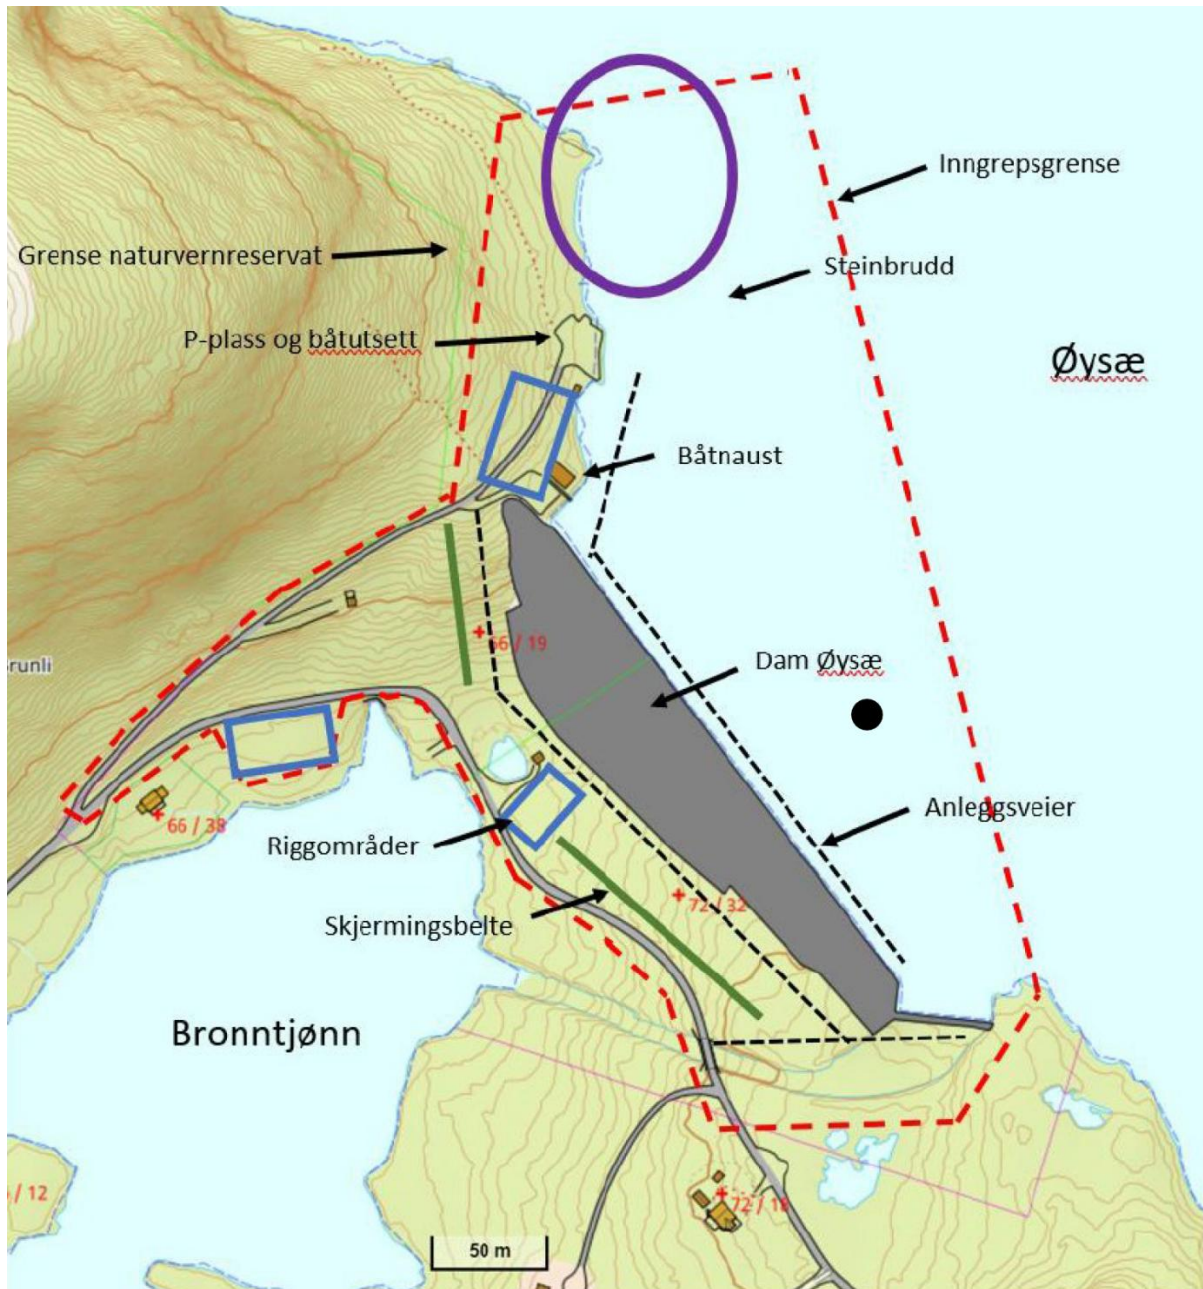 Inngrepsgrense
Grense naturvernreservat
Steinbrudd
P-plass og båtutsett
Øysæ
Båtnaust
66 / 19
runli
Dam Øysæ
Anleggsveier
66 / 38
Riggområder
72 / 32
Skjermingsbelte
Bronntjønn
/ 12
72 / 18
50 m